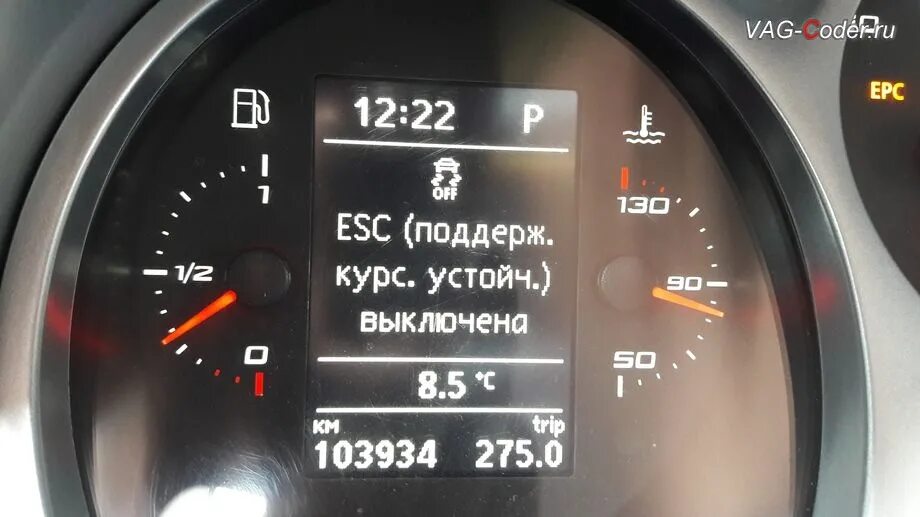 VAG-Coder.ru
EPC
12:22 P
OFF
ESC (поддерж.
курс. устойч.)
выключена
8.5 °C
км trip
103934 275.0
1
1/2
0
130
90
50